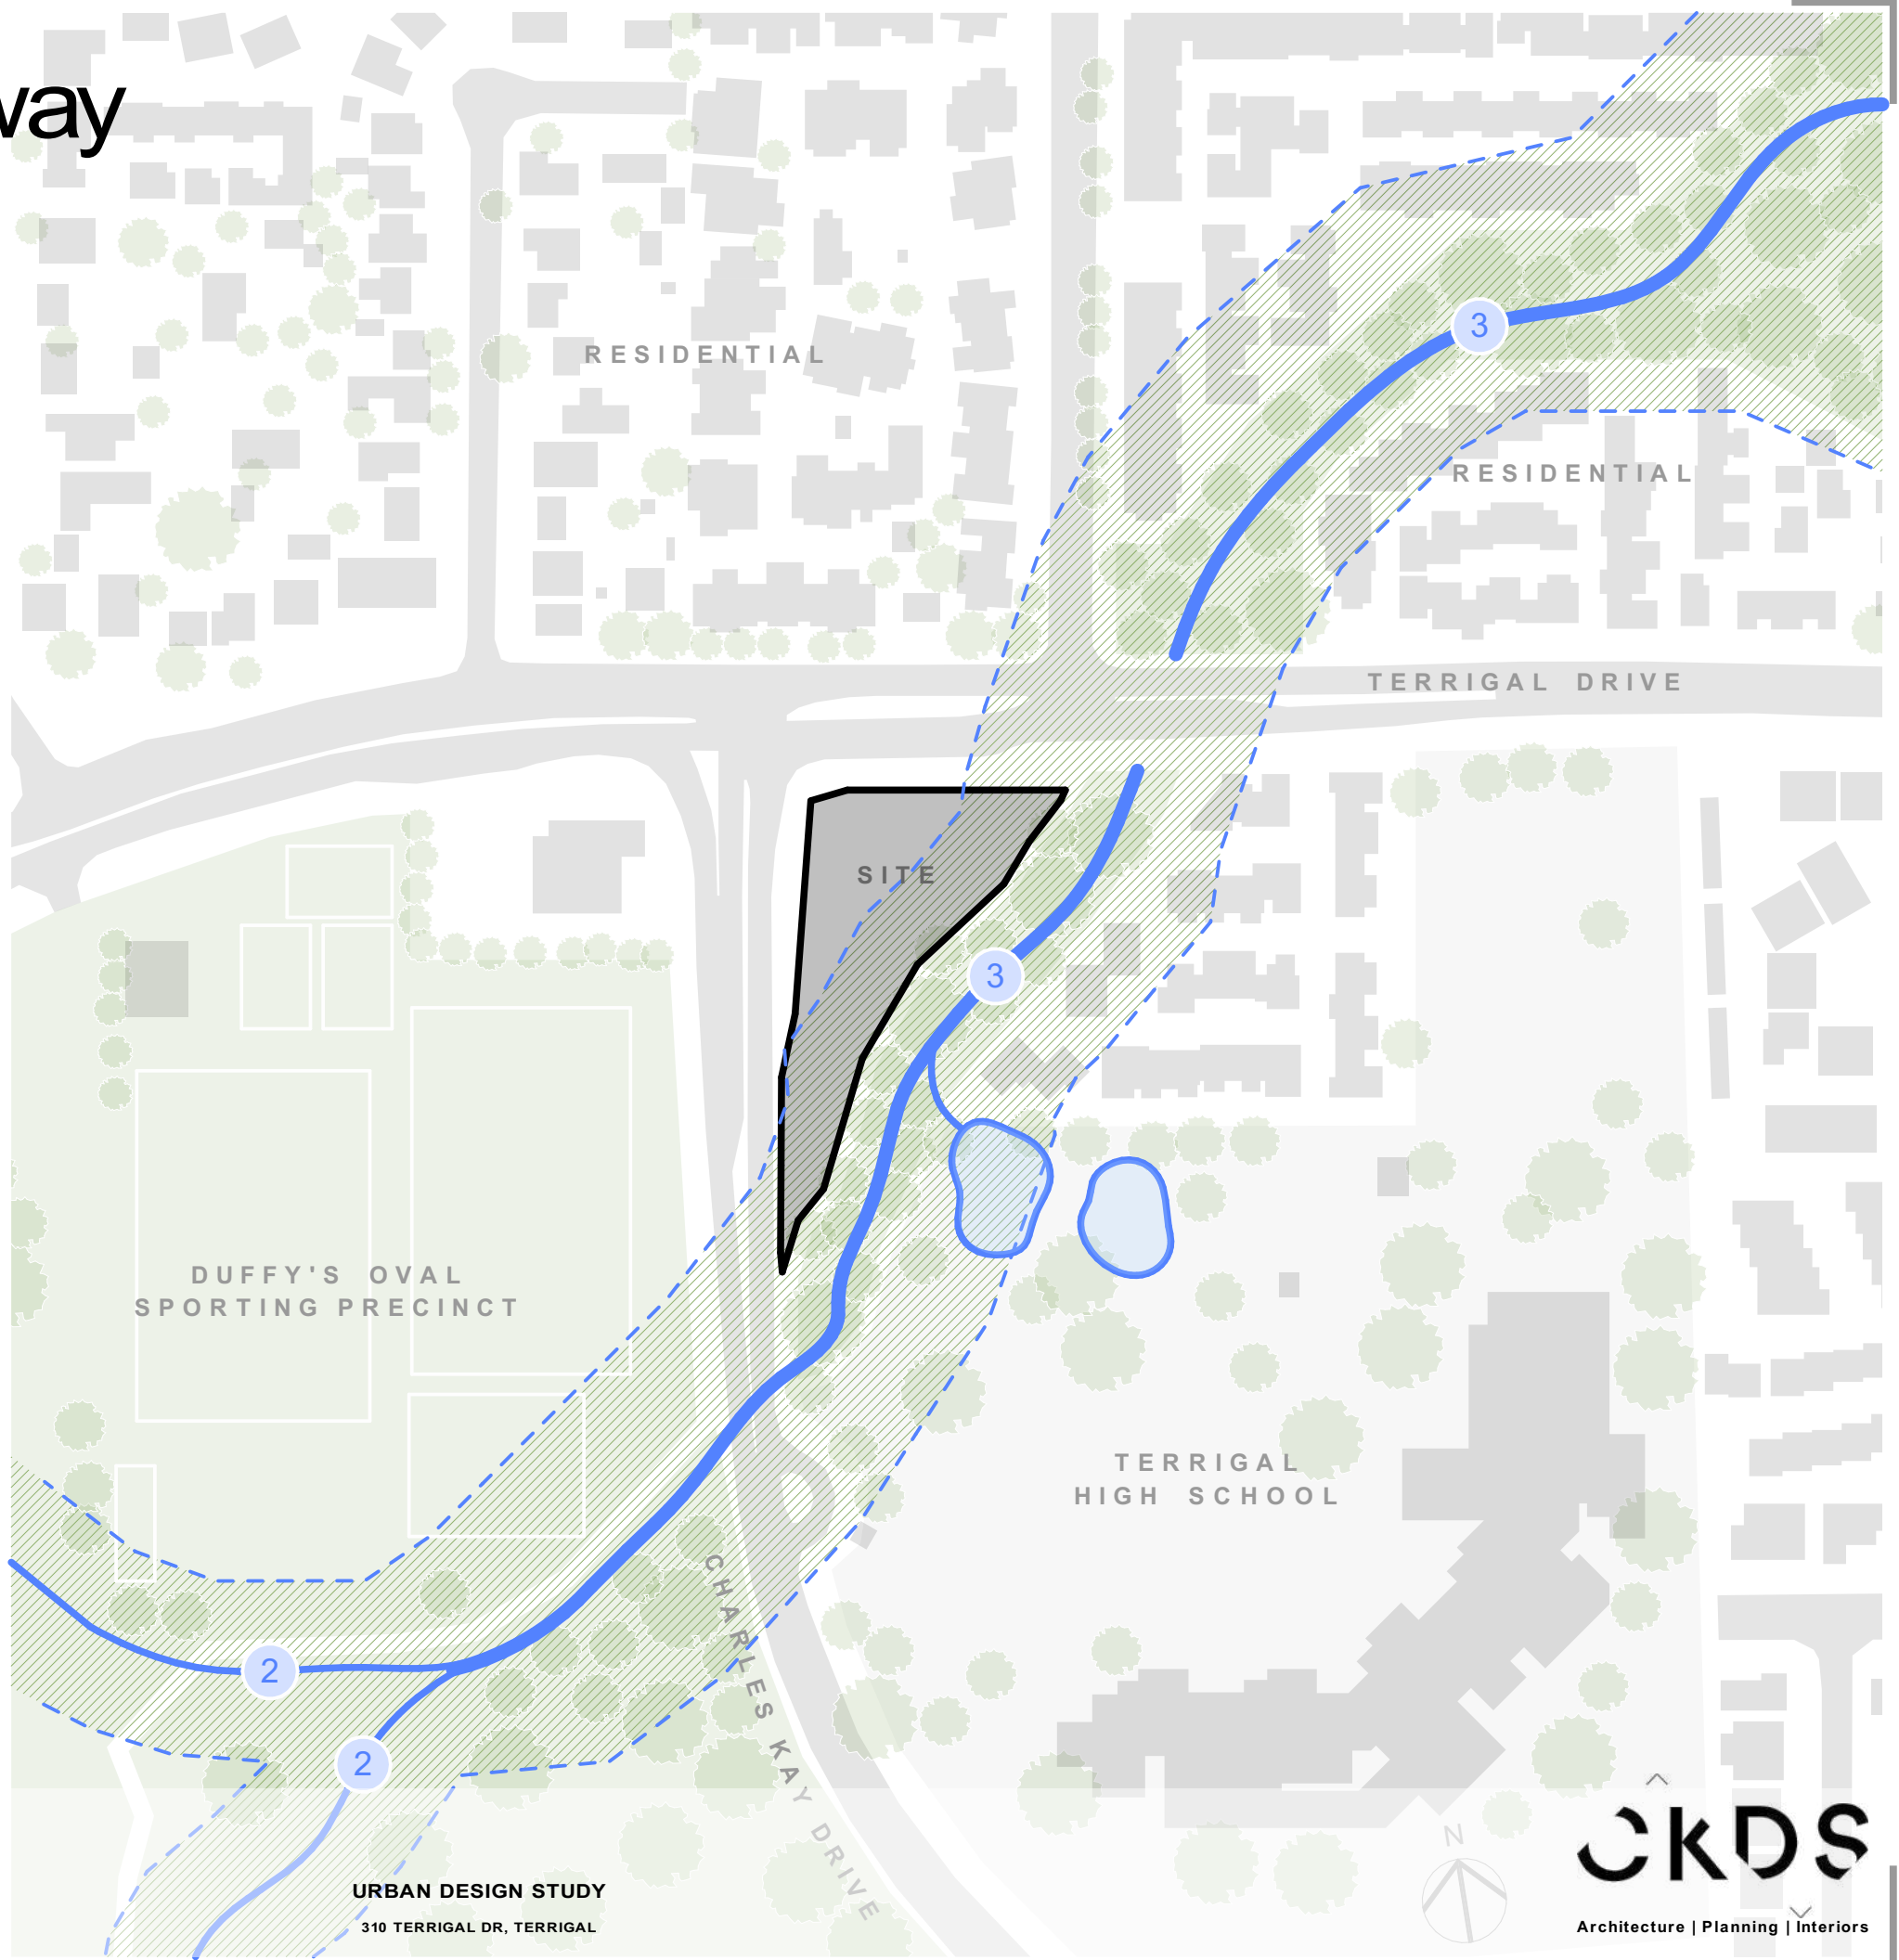 way
RESIDENTIAL
3
RESIDENTIAL
TERRIGAL DRIVE
SITE
3
DUFFY'S OVAL
SPORTING PRECINCT
TERRIGAL
HIGH SCHOOL
CHARLES KAY DRIVE
2
2
N
CKDS
URBAN DESIGN STUDY
310 TERRIGAL DR, TERRIGAL
Architecture | Planning | Interiors